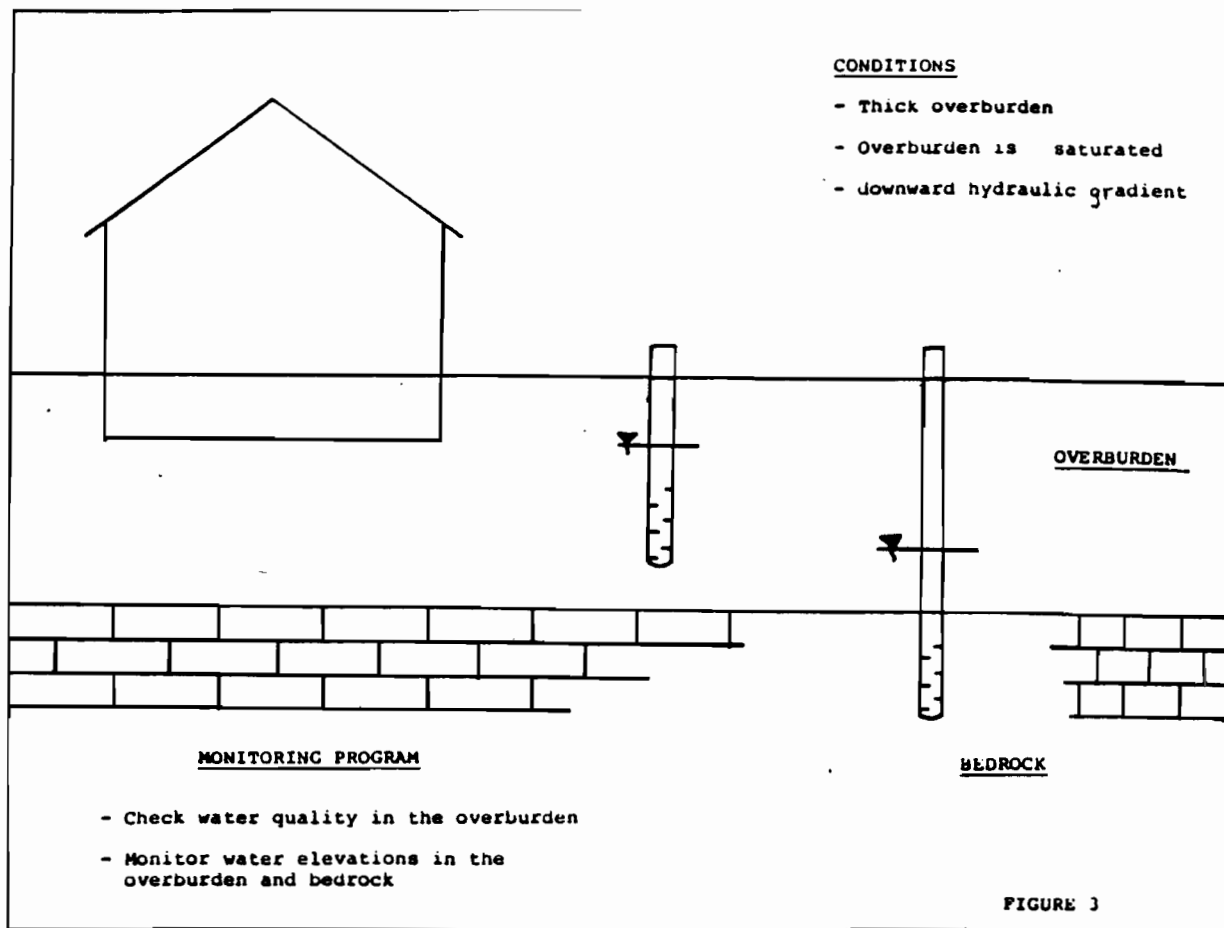 CONDITIONS
- Thick overburden
- Overburden is saturated
- downward hydraulic gradient
OVERBURDEN
MONITORING PROGRAM
BEDROCK
- Check water quality in the overburden
- Monitor water elevations in the
overburden and bedrock
FIGURE 3